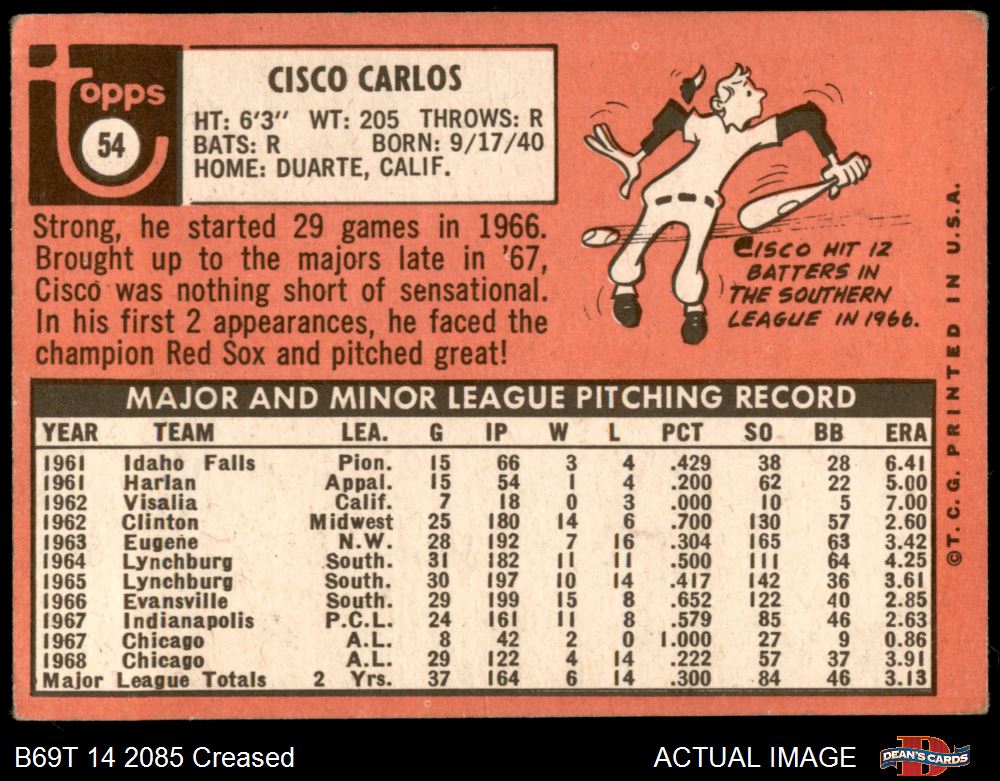 topps
54
CISCO CARLOS
HT: 6'3" WT: 205 THROWS: R
BATS: R BORN: 9/17/40
HOME: DUARTE, CALIF.
Strong, he started 29 games in 1966.
Brought up to the majors late in '67,
Cisco was nothing short of sensational.
In his first 2 appearances, he faced the
champion Red Sox and pitched great!
CISCO HIT 12
BATTERS IN
THE SOUTHERN
LEAGUE IN 1966.
MAJOR AND MINOR LEAGUE PITCHING RECORD
YEAR TEAM LEA. G IP W L PCT SO BB ERA
1961 Idaho Falls Pion. 15 66 3 4 .429 38 28 6.41
1961 Harlan Appal. 15 54 1 4 .200 62 22 5.00
1962 Visalia Calif. 7 18 0 3 .000 10 5 7.00
1962 Clinton Midwest 25 180 14 6 .700 130 57 2.60
1963 Eugene N.W. 28 192 7 16 .304 165 63 3.42
1964 Lynchburg South. 31 182 11 11 .500 111 64 4.25
1965 Lynchburg South. 30 197 10 14 .417 142 36 3.61
1966 Evansville South. 29 199 15 8 .652 122 40 2.85
1967 Indianapolis P.C.L. 24 161 11 8 .579 85 46 2.63
1967 Chicago A.L. 8 42 2 0 1.000 27 9 0.86
1968 Chicago A.L. 29 122 4 14 .222 57 37 3.91
Major League Totals 2 Yrs. 37 164 6 14 .300 84 46 3.13
©T. C. G. PRINTED IN U.S.A.
B69T 14 2085 Creased
ACTUAL IMAGE
DEAN'S CARDS